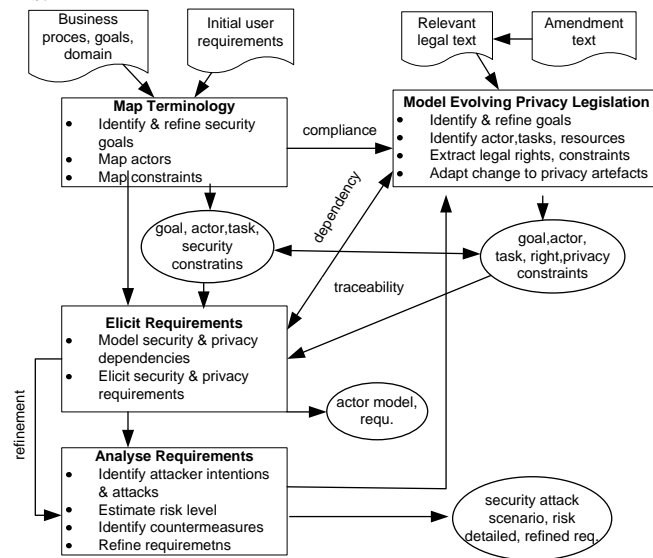 Business
proces, goals,
domain
Initial user
requirements
Relevant
legal text
Amendment
text
Map Terminology
• Identify & refine security
goals
• Map actors
• Map constraints
compliance
Model Evolving Privacy Legislation
• Identify & refine goals
• Identify actor,tasks, resources
• Extract legal rights, constraints
• Adapt change to privacy artefacts
goal, actor,task,
security
constratins
dependency
goal,actor,
task, right,privacy
constraints
traceability
Elicit Requirements
• Model security & privacy
dependencies
• Elicit security & privacy
requirements
actor model,
requ.
refinement
Analyse Requirements
• Identify attacker intentions
& attacks
• Estimate risk level
• Identify countermeasures
• Refine requiremetns
security attack
scenario, risk
detailed, refined req.